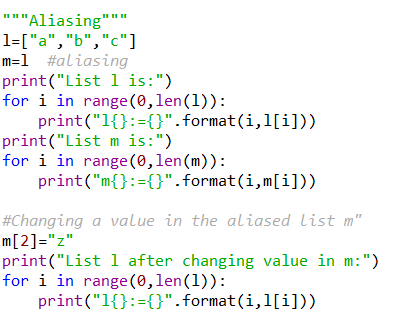 """Aliasing"""
l=["a","b","c"]
m=l  #aliasing
print("List l is:")
for i in range(0,len(l)):
    print("l{}:={}".format(i,l[i]))
print("List m is:")
for i in range(0,len(m)):
    print("m{}:={}".format(i,m[i]))

#Changing a value in the aliased list m"
m[2]="z"
print("List l after changing value in m:")
for i in range(0,len(l)):
    print("l{}:={}".format(i,l[i]))